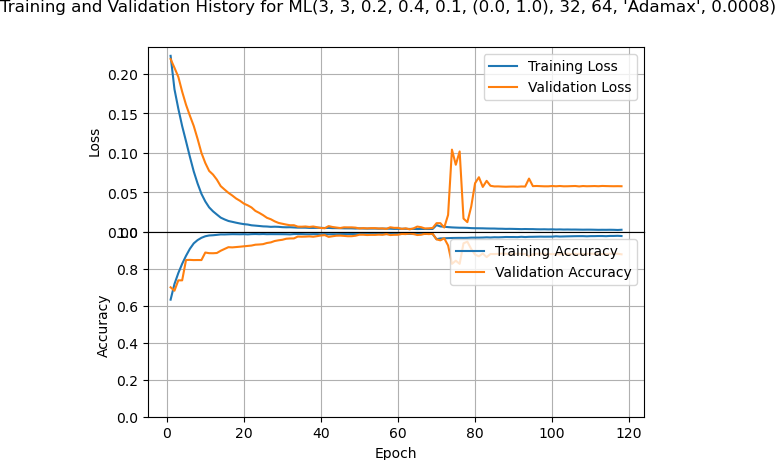 Training and Validation History for ML(3, 3, 0.2, 0.4, 0.1, (0.0, 1.0), 32, 64, 'Adamax', 0.0008)
Training Loss
Validation Loss
Loss
0.20
0.15
0.10
0.05
0.00
1.0
Training Accuracy
Validation Accuracy
Accuracy
0.8
0.6
0.4
0.2
0.0
0 20 40 60 80 100 120
Epoch